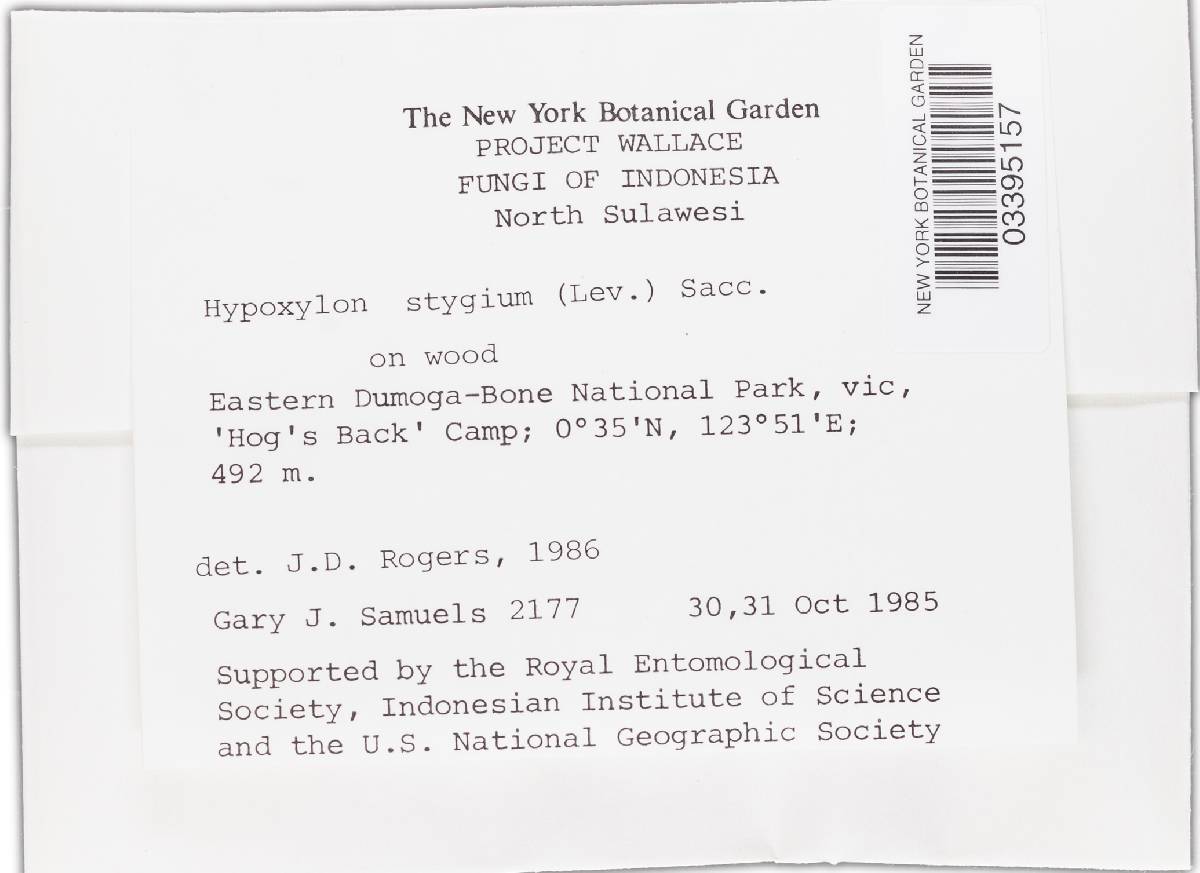 The New York Botanical Garden
PROJECT WALLACE
FUNGI OF INDONESIA
North Sulawesi
Hypoxylon stygium (Lev.) Sacc.
on wood
Eastern Dumoga-Bone National Park, vic,
'Hog's Back' Camp; 0°35'N, 123°51'E;
492 m.
det. J.D. Rogers, 1986
Gary J. Samuels 2177 30,31 Oct 1985
Supported by the Royal Entomological
Society, Indonesian Institute of Science
and the U.S. National Geographic Society
NEW YORK BOTANICAL GARDEN
03395157